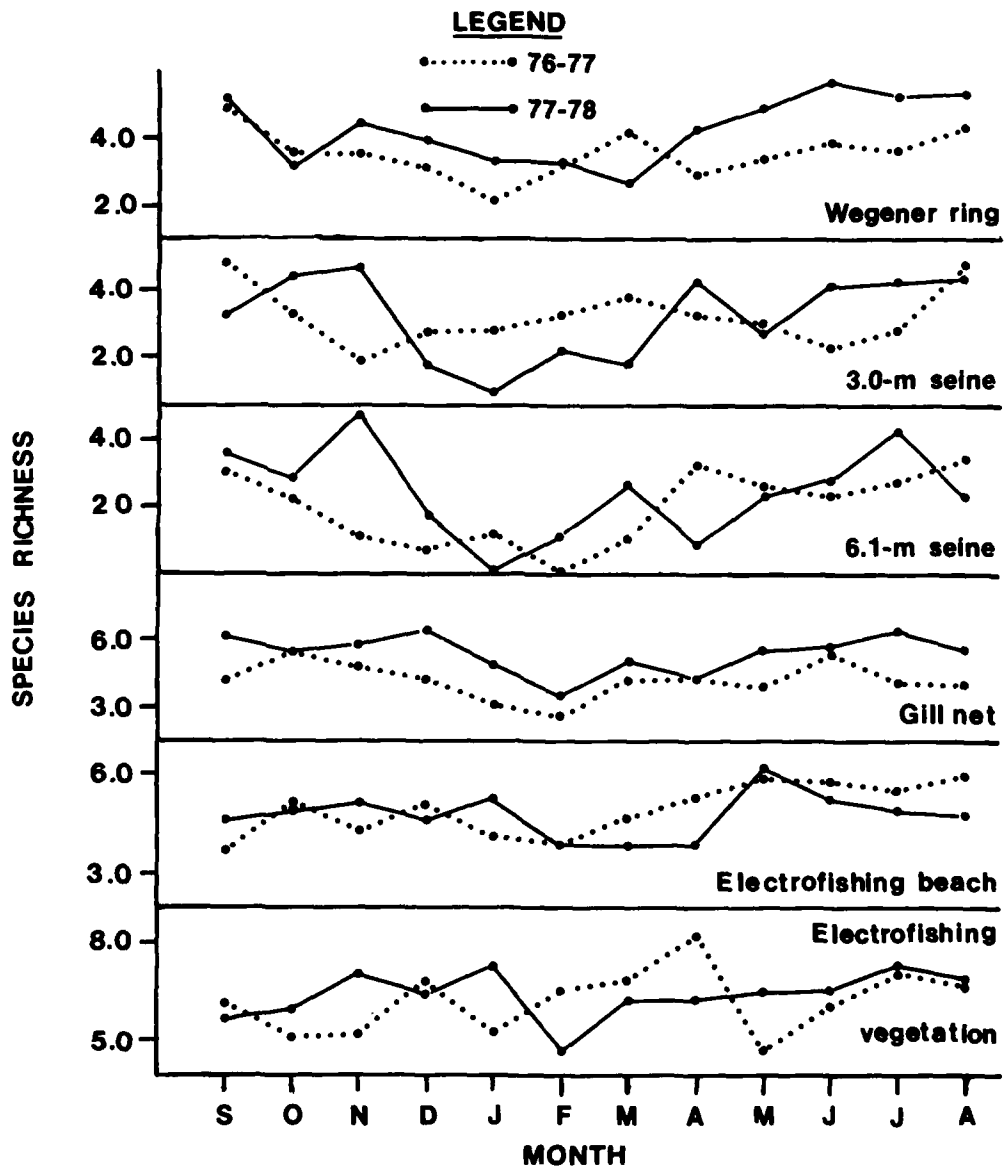 LEGEND
76-77
77-78
4.0
2.0
Wegener ring
4.0
2.0
3.0-m seine
4.0
2 0
6.1-m seine
6.0
3.0
Gill net
6.0
3.0
Electrofishing beach
8.0
5.0
Electrofishing
vegetation
SPECIES RICHNESS
S O N D J F M A M J J A
MONTH